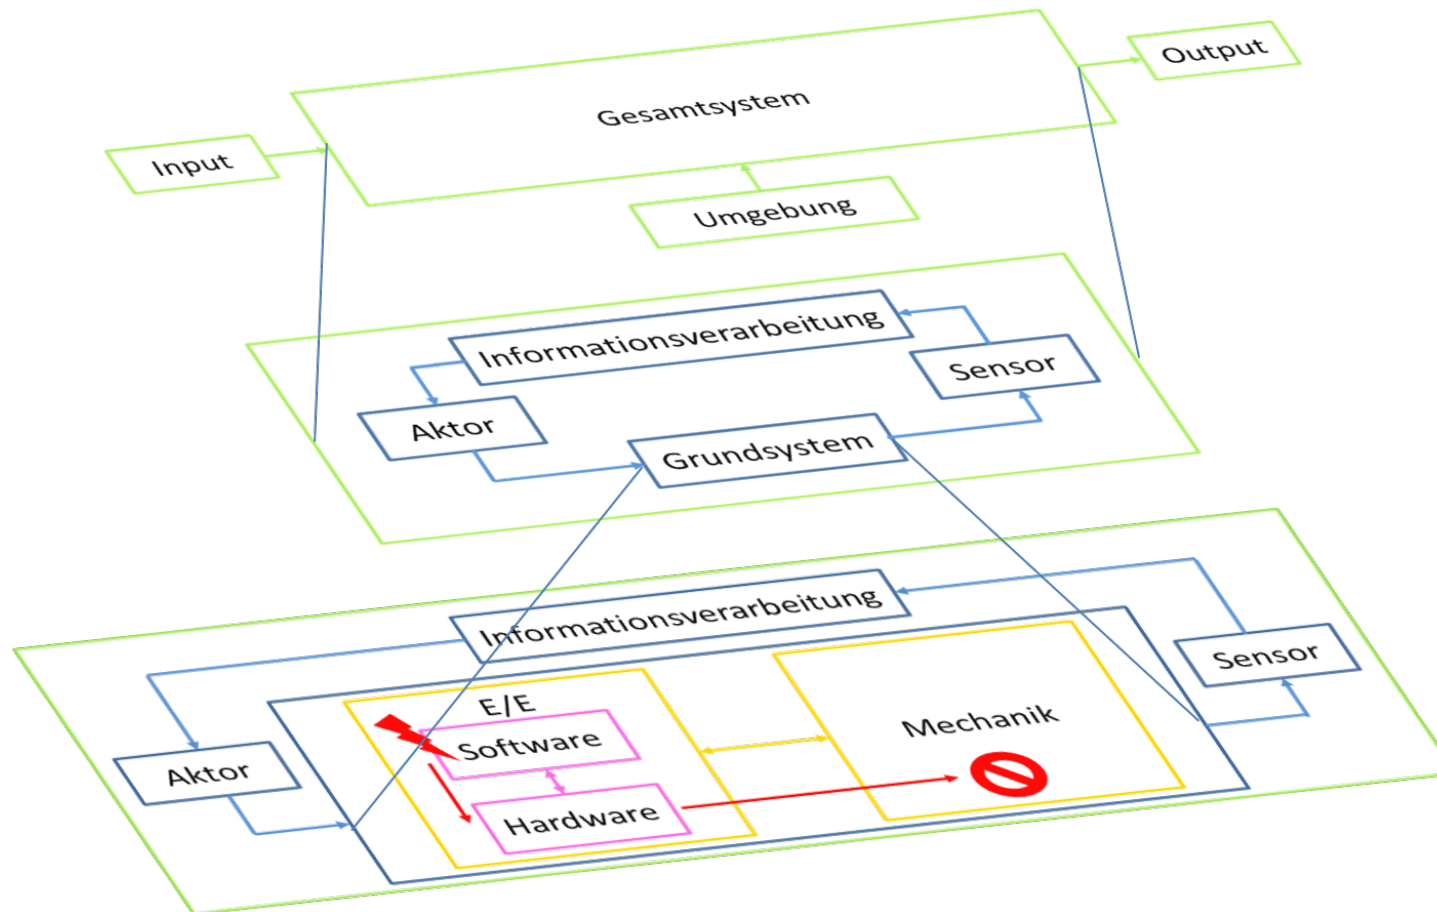 Output
Gesamtsystem
Input
Umgebung
Informationsverarbeitung
Sensor
Aktor
Grundsystem
Informationsverarbeitung
Sensor
E/E
Mechanik
Software
Aktor
Hardware